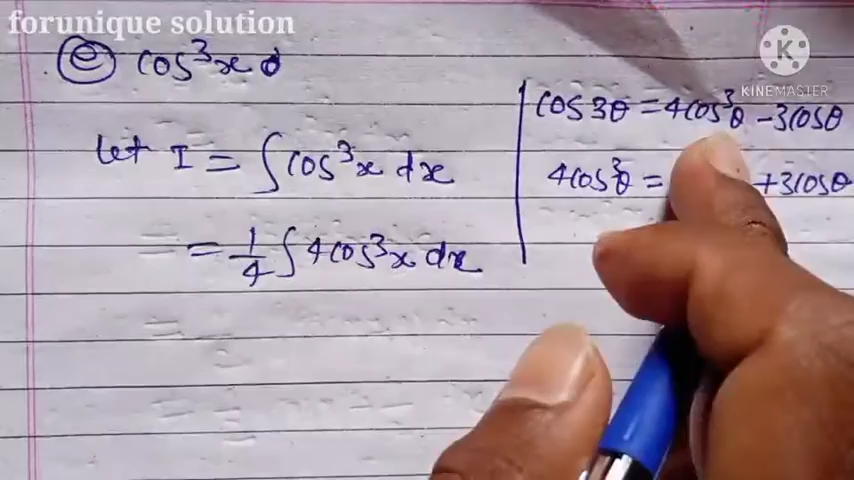 forunique solution
KINEMASTER
ⓔ cos³x d
Let I = ∫ cos³x dx
= 1/4 ∫ 4cos³x dx
cos3θ = 4cos³θ - 3cosθ
4cos³θ = +3cosθ